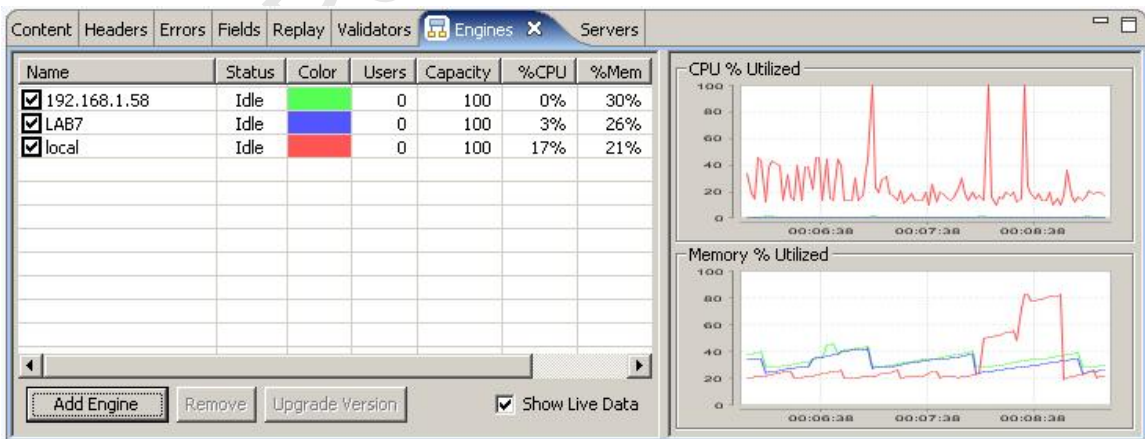 Content Headers Errors Fields Replay Validators Engines Servers
Name Status Color Users Capacity %CPU %Mem
192.168.1.58 Idle 0 100 0% 30%
LAB7 Idle 0 100 3% 26%
local Idle 0 100 17% 21%
Add Engine Remove Upgrade Version Show Live Data
CPU % Utilized
100
80
60
40
20
0
00:06:38 00:07:38 00:08:38
Memory % Utilized
100
80
60
40
20
0
00:06:38 00:07:38 00:08:38